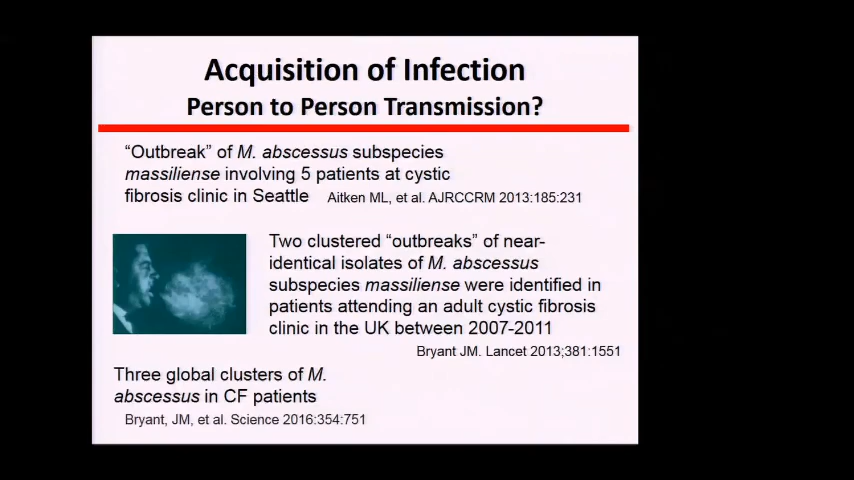 Acquisition of Infection
Person to Person Transmission?
“Outbreak” of M. abscessus subspecies
massiliense involving 5 patients at cystic
fibrosis clinic in Seattle Aitken ML, et al. AJRCCRM 2013:185:231
Two clustered “outbreaks” of near-
identical isolates of M. abscessus
subspecies massiliense were identified in
patients attending an adult cystic fibrosis
clinic in the UK between 2007-2011
Bryant JM. Lancet 2013;381:1551
Three global clusters of M.
abscessus in CF patients
Bryant, JM, et al. Science 2016:354:751